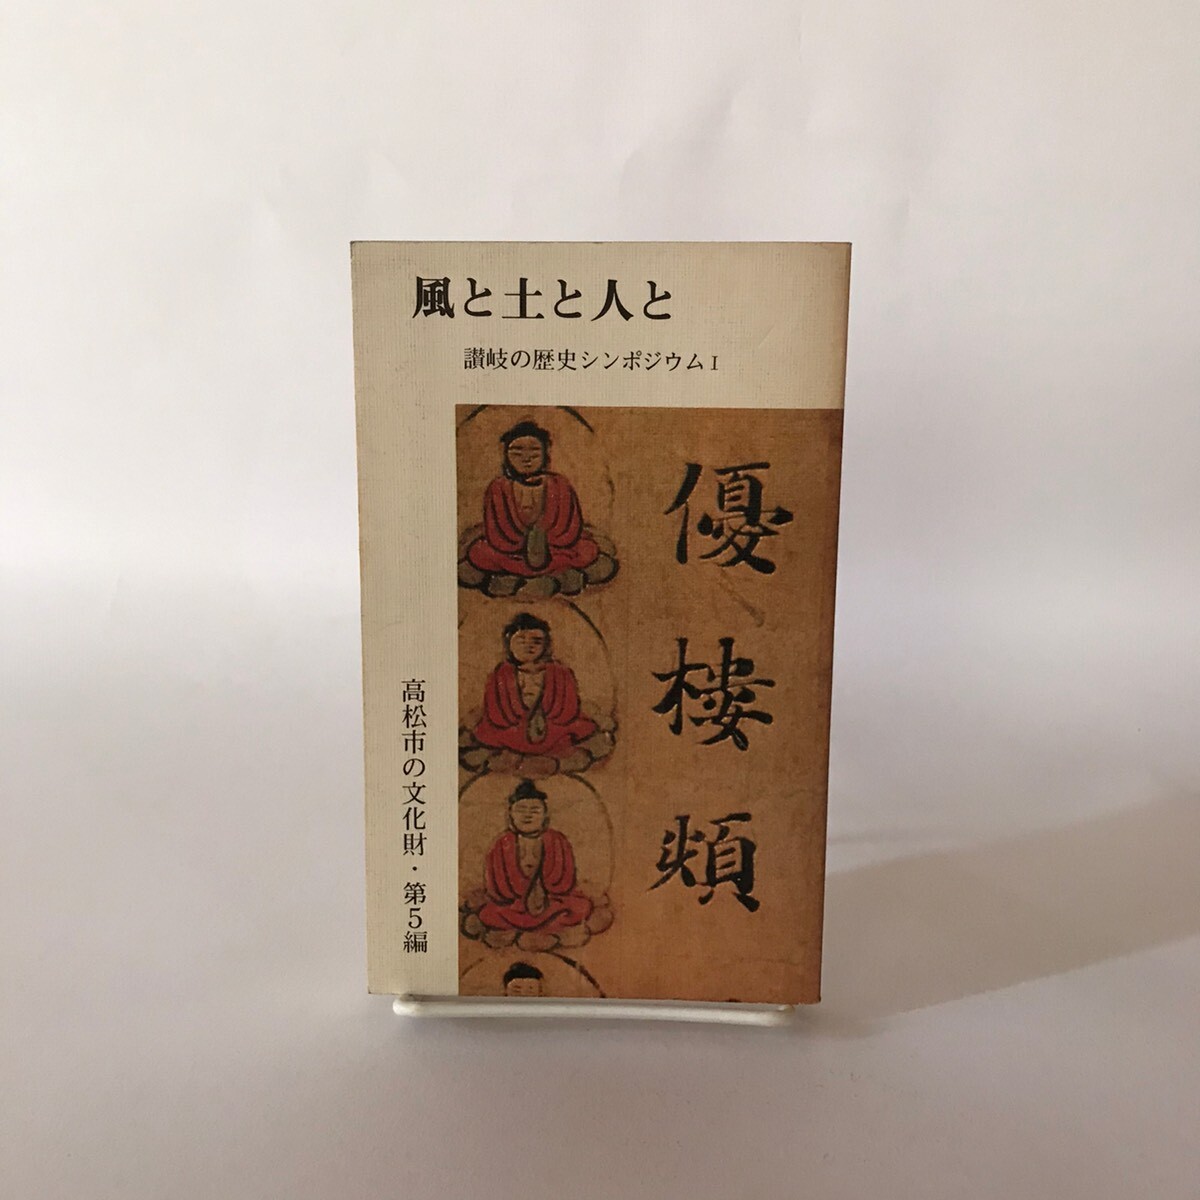 風と土と人と
讃岐の歴史シンポジウムI
優
楼
頻
高松市の文化財・第5編